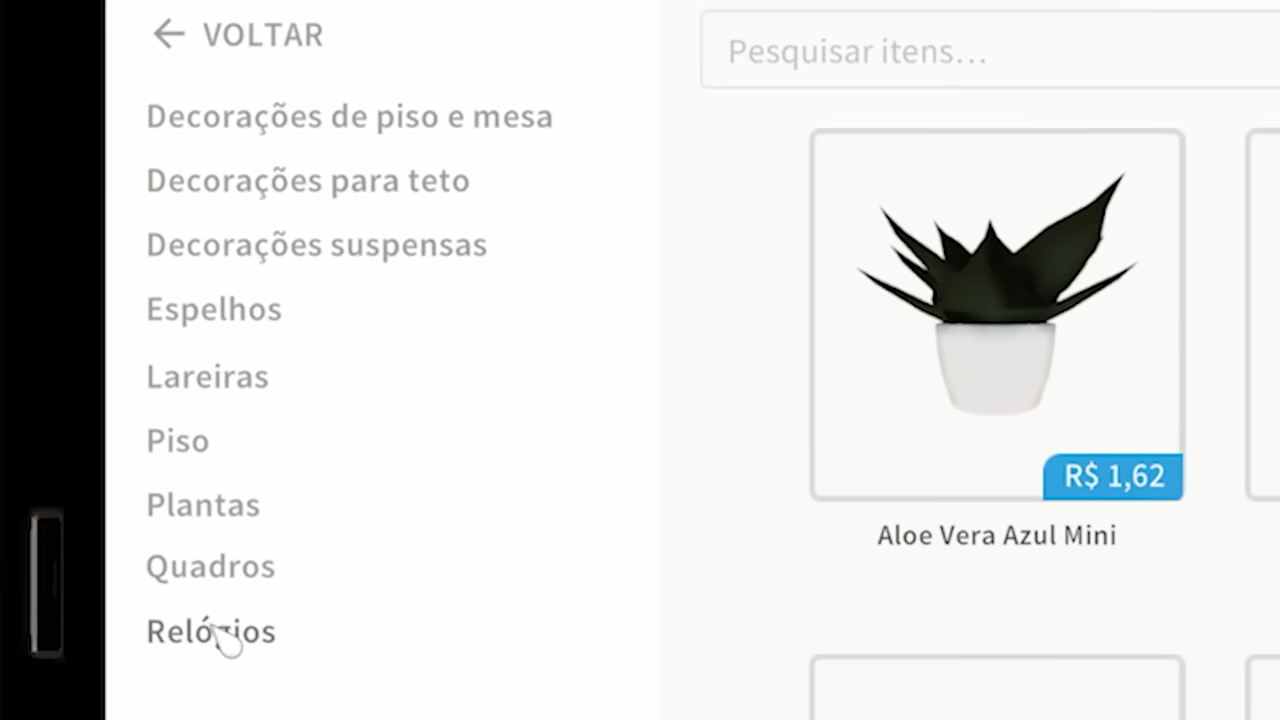 VOLTAR
Decorações de piso e mesa
Decorações para teto
Decorações suspensas
Espelhos
Lareiras
Piso
Plantas
Quadros
Relógios
Pesquisar itens...
R$ 1,62
Aloe Vera Azul Mini